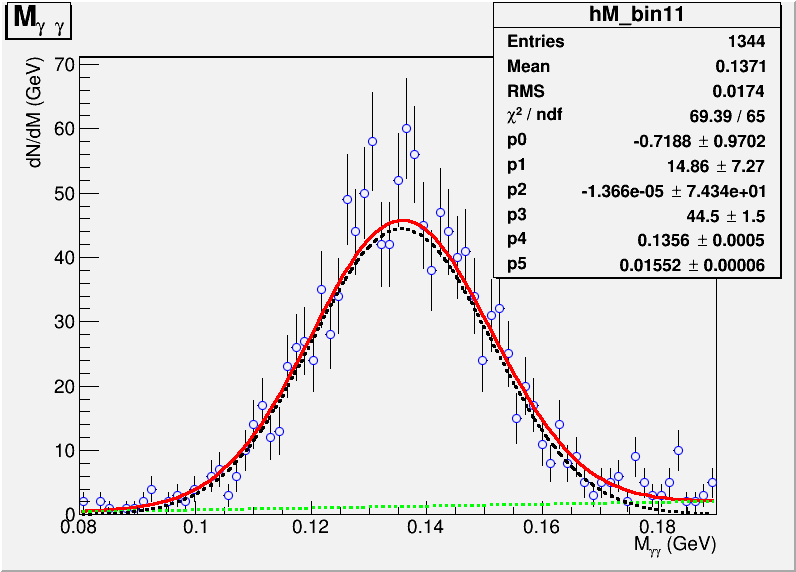 Mγ γ
hM_bin11
Entries 1344
Mean 0.1371
RMS 0.0174
χ² / ndf 69.39 / 65
p0 -0.7188 ± 0.9702
p1 14.86 ± 7.27
p2 -1.366e-05 ± 7.434e+01
p3 44.5 ± 1.5
p4 0.1356 ± 0.0005
p5 0.01552 ± 0.00006
dN/dM (GeV)
70
60
50
40
30
20
10
0
0.08 0.1 0.12 0.14 0.16 0.18
Mγγ (GeV)